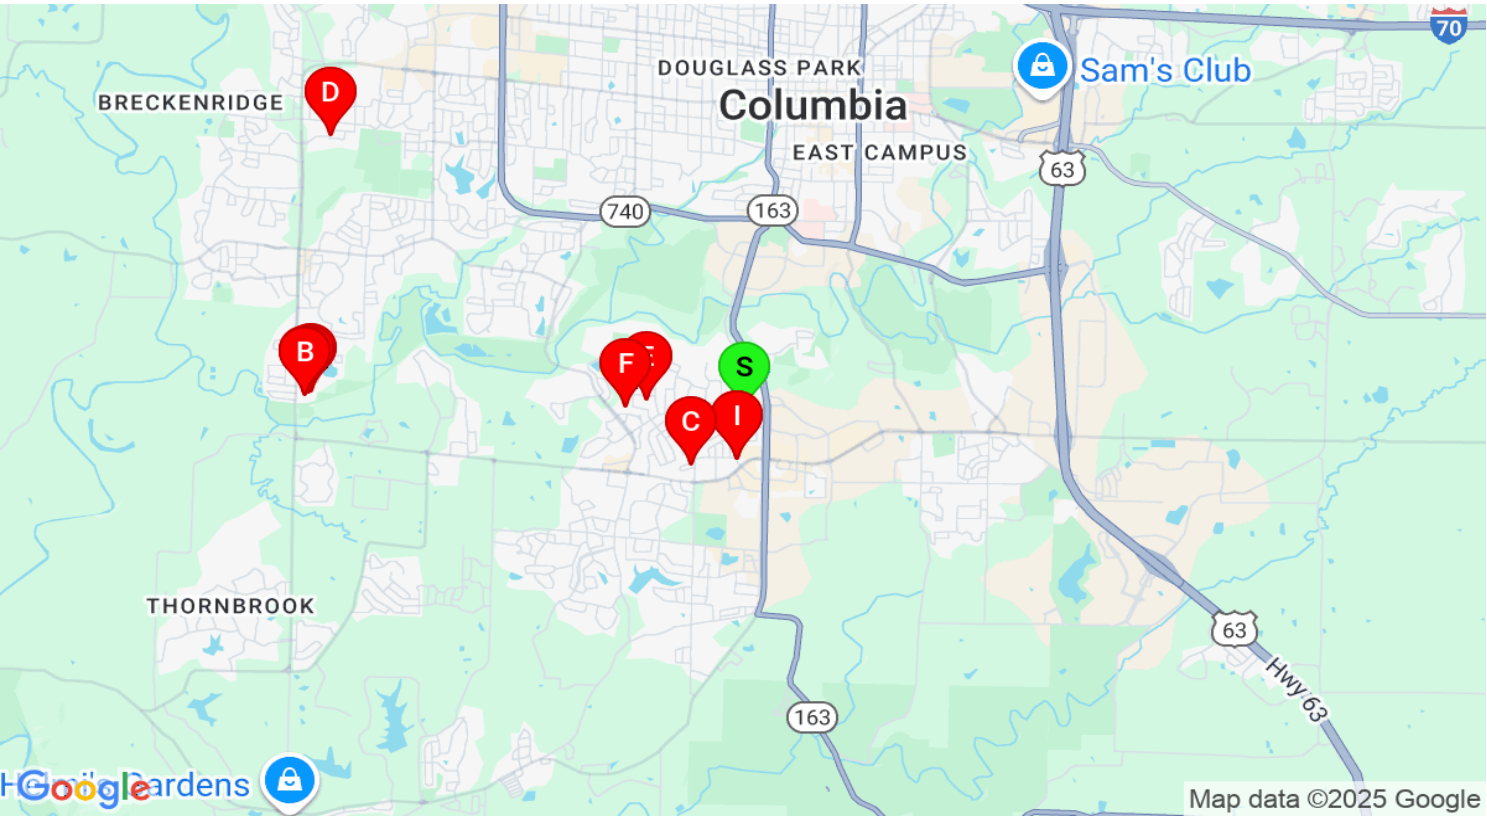 70
DOUGLASS PARK
Sam's Club
D
BRECKENRIDGE
Columbia
EAST CAMPUS
63
740
163
B
F
E
S
C
I
THORNBROOK
63
Hwy 63
163
Gardens
Google
Map data ©2025 Google